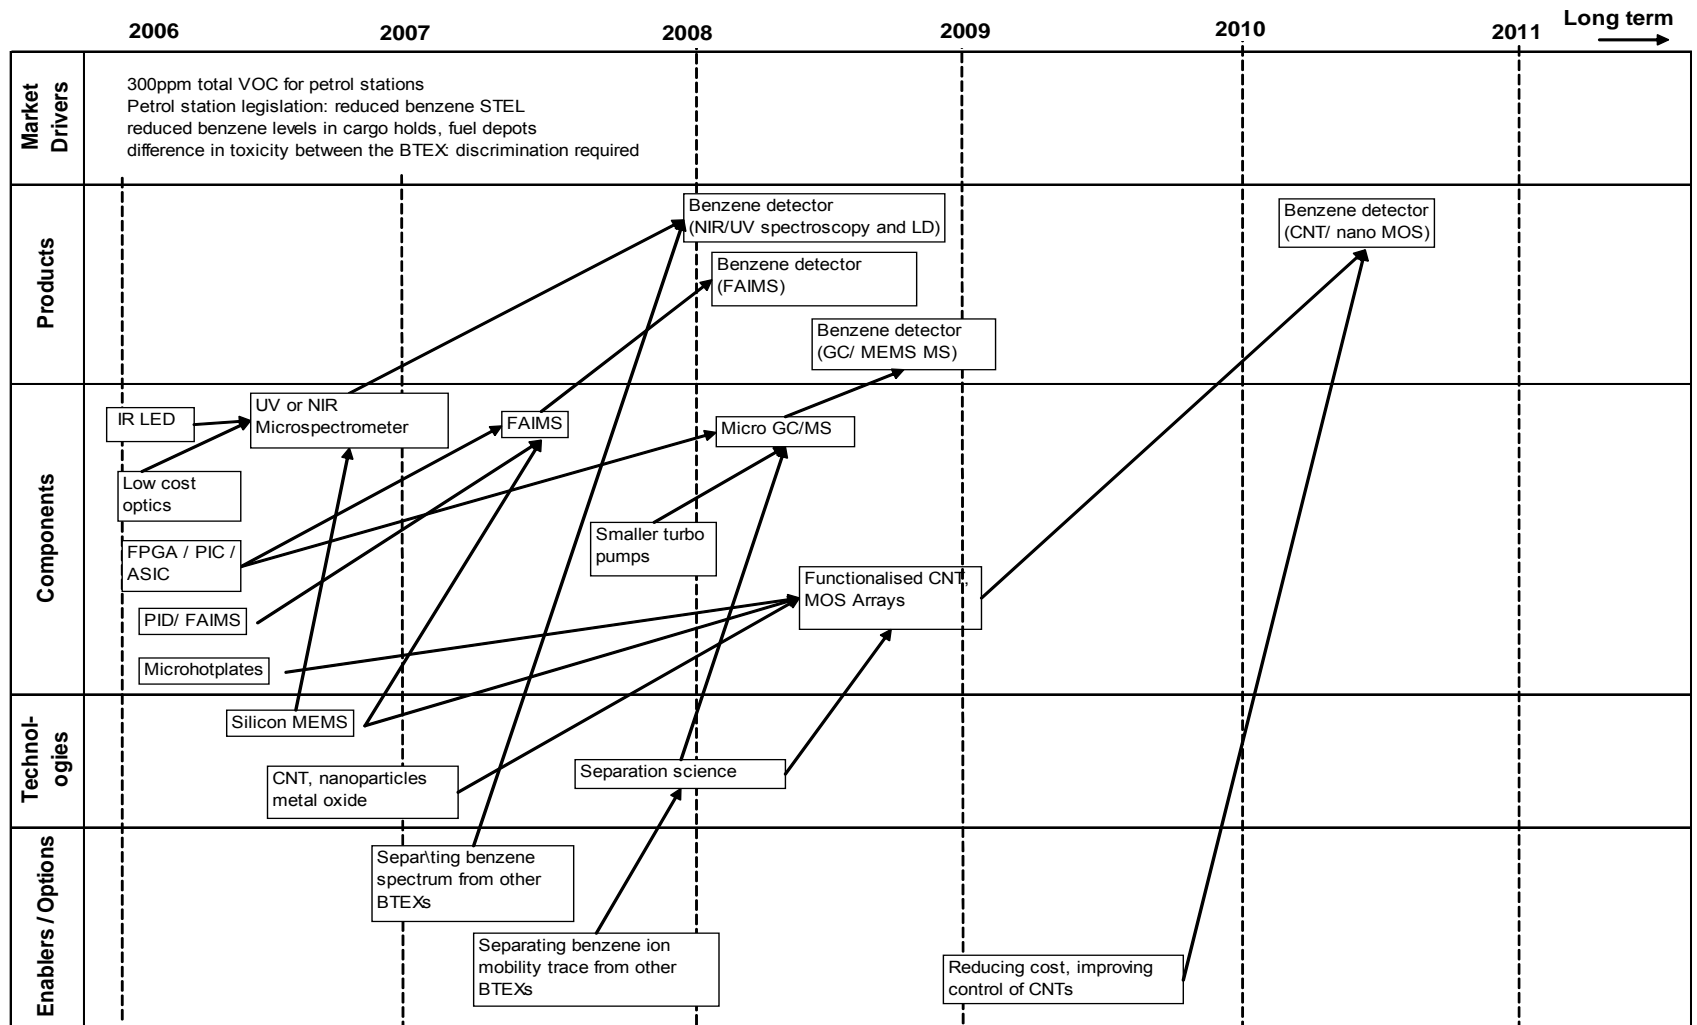 2006 2007 2008 2009 2010 2011 Long term
Market
Drivers
300ppm total VOC for petrol stations
Petrol station legislation: reduced benzene STEL
reduced benzene levels in cargo holds, fuel depots
difference in toxicity between the BTEX: discrimination required
Products
Benzene detector
(NIR/UV spectroscopy and LD)
Benzene detector
(FAIMS)
Benzene detector
(GC/ MEMS MS)
Benzene detector
(CNT/ nano MOS)
Components
IR LED
UV or NIR
Microspectrometer
FAIMS
Micro GC/MS
Low cost
optics
FPGA / PIC /
ASIC
Smaller turbo
pumps
Functionalised CNT,
MOS Arrays
PID/ FAIMS
Microhotplates
Technol-
ogies
Silicon MEMS
CNT, nanoparticles
metal oxide
Separation science
Enablers / Options
Separ\ting benzene
spectrum from other
BTEXs
Separating benzene ion
mobility trace from other
BTEXs
Reducing cost, improving
control of CNTs